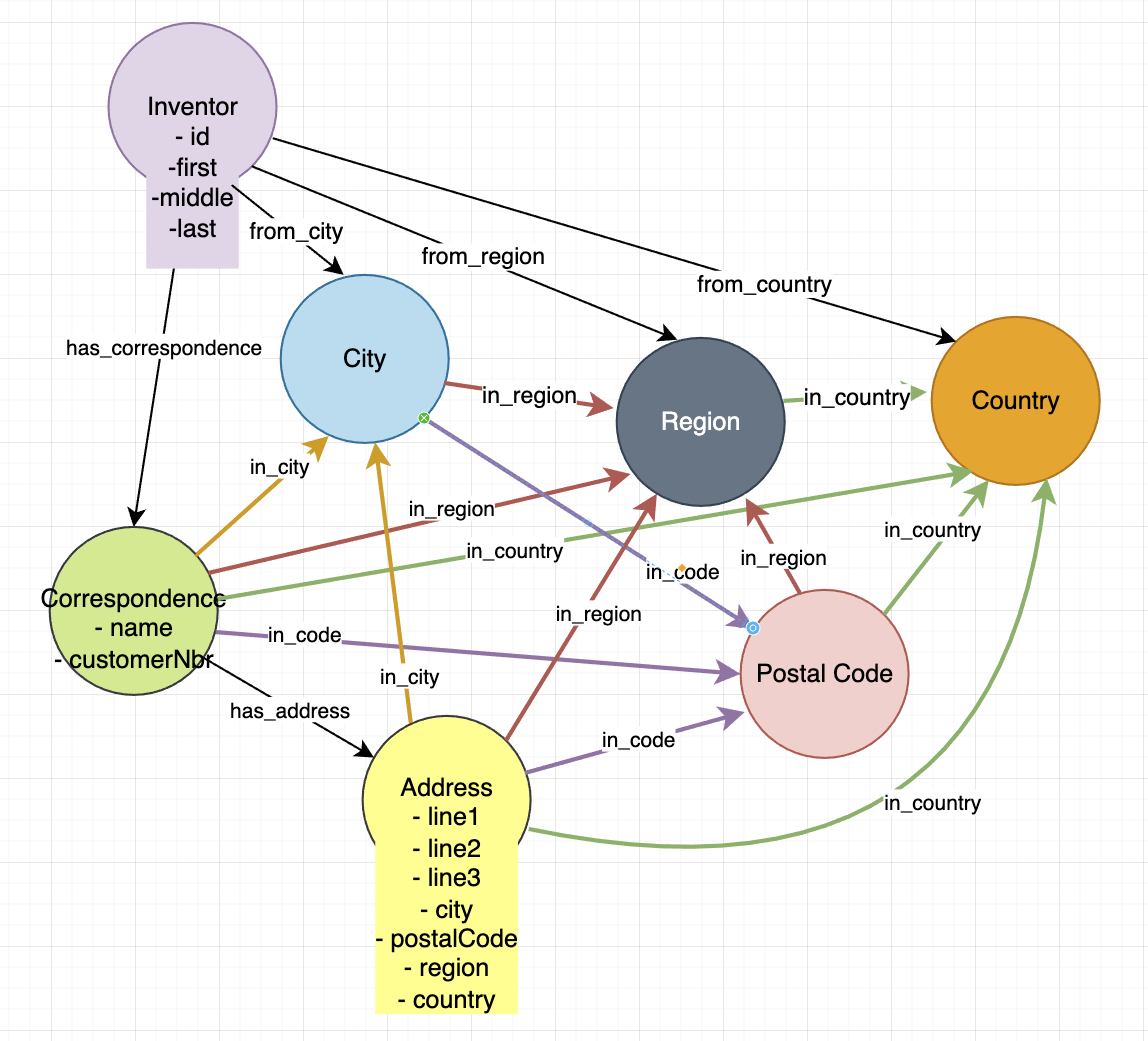 Inventor
- id
-first
-middle
-last
from_city
from_region
from_country
has_correspondence
City
in_region
Region
in_country
Country
in_city
in_region
in_country
in_code
in_region
in_country
Correspondence
- name
- customerNbr
in_code
in_region
in_city
Postal Code
has_address
in_code
Address
- line1
- line2
- line3
- city
- postalCode
- region
- country
in_country